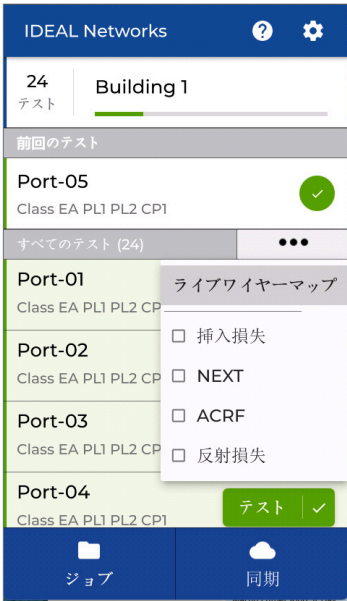 IDEAL Networks
24
テスト
Building 1
前回のテスト
Port-05
Class EA PL1 PL2 CP1
すべてのテスト (24)
Port-01
Class EA PL1 PL2 CP
Port-02
Class EA PL1 PL2 CP
Port-03
Class EA PL1 PL2 CP
Port-04
Class EA PL1 PL2 CP1
ライブワイヤーマップ
挿入損失
NEXT
ACRF
反射損失
テスト
ジョブ
同期